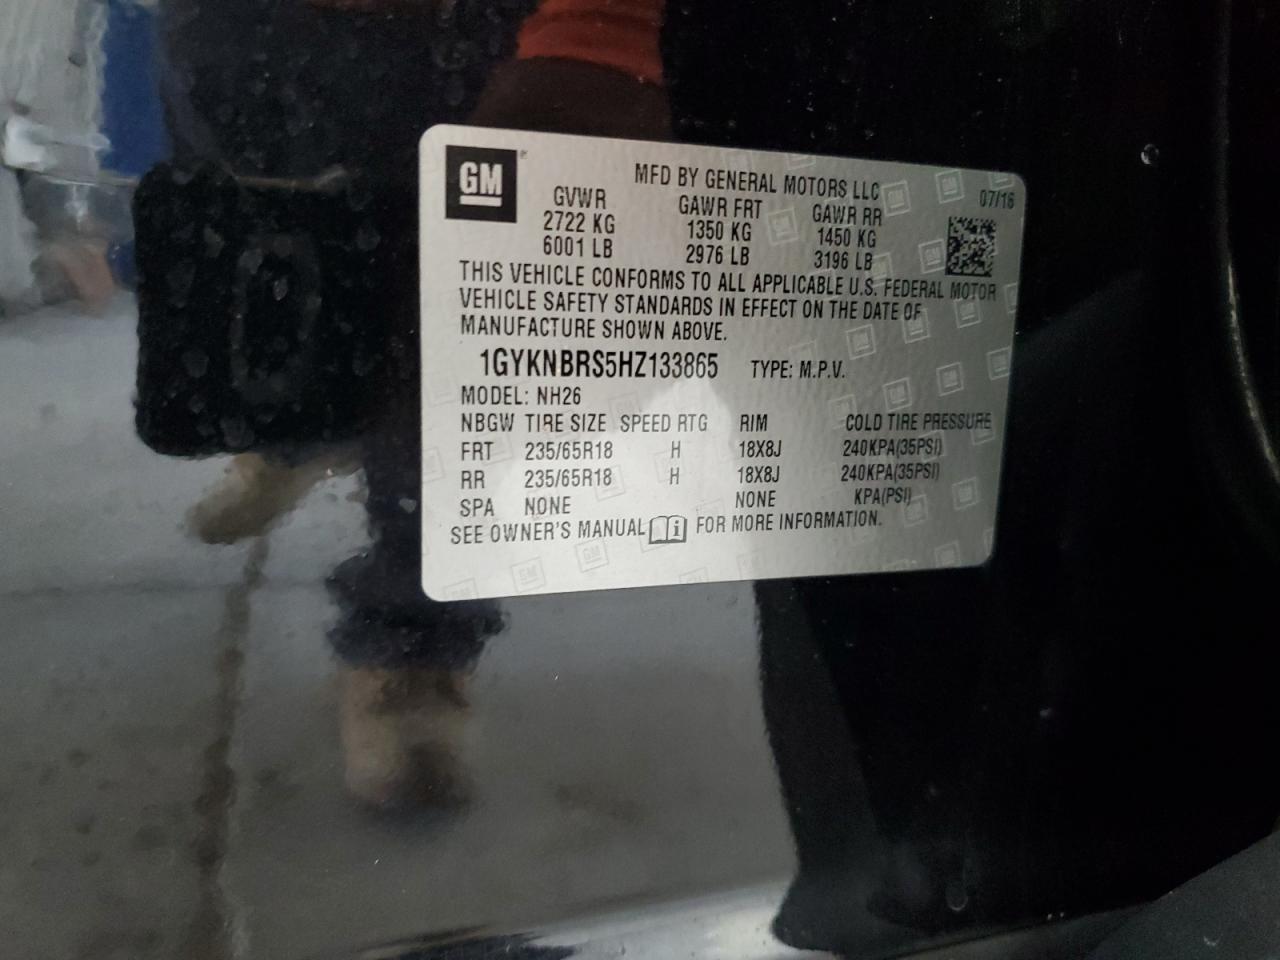 GM®
MFD BY GENERAL MOTORS LLC 07/16
GVWR GAWR FRT GAWR RR
2722 KG 1350 KG 1450 KG
6001 LB 2976 LB 3196 LB
THIS VEHICLE CONFORMS TO ALL APPLICABLE U.S. FEDERAL MOTOR
VEHICLE SAFETY STANDARDS IN EFFECT ON THE DATE OF
MANUFACTURE SHOWN ABOVE.
1GYKNBRS5HZ133865 TYPE: M.P.V.
MODEL: NH26
NBGW TIRE SIZE SPEED RTG RIM COLD TIRE PRESSURE
FRT 235/65R18 H 18X8J 240KPA(35PSI)
RR 235/65R18 H 18X8J 240KPA(35PSI)
SPA NONE NONE KPA(PSI)
SEE OWNER'S MANUAL FOR MORE INFORMATION.